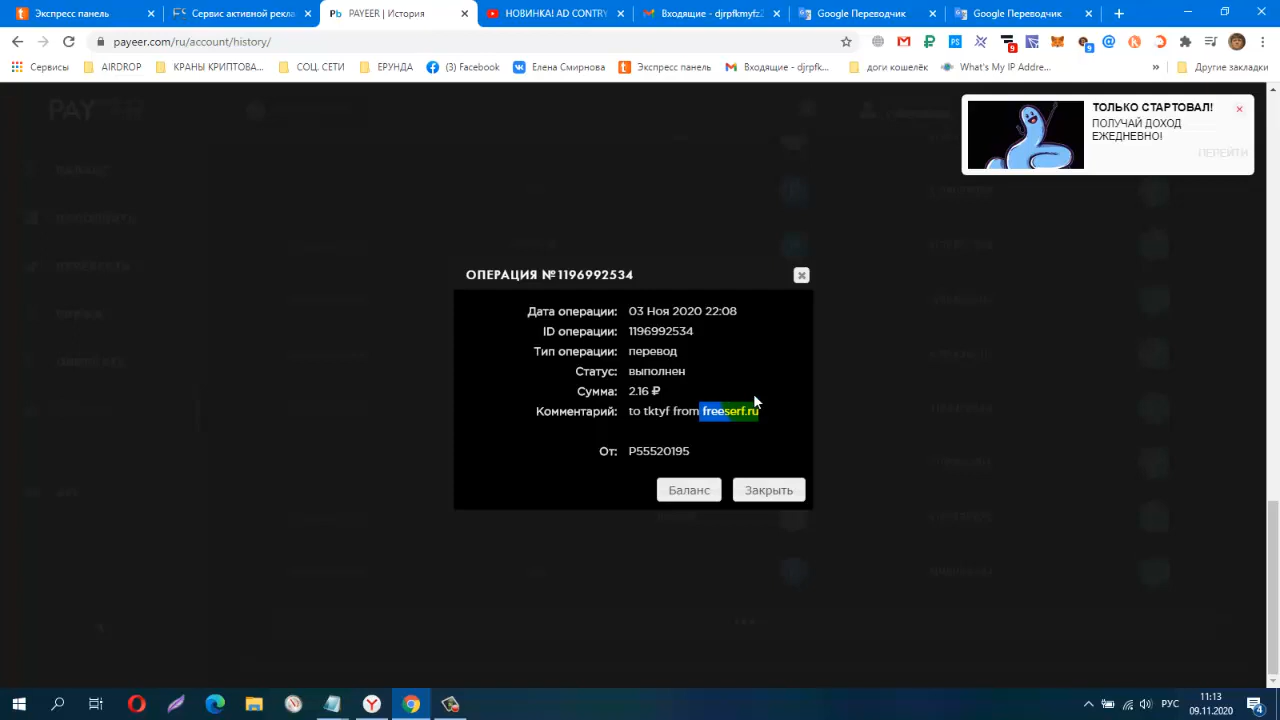 Экспресс панель
Сервис активной рекла
PAYEER | История
НОВИНКА! AD CONTRY
Входящие - djrpfkmyfz
Google Переводчик
Google Переводчик
payeer.com/ru/account/history/
9
9
Сервисы
AIRDROP
КРАНЫ КРИПТОВА...
СОЦ. СЕТИ
ЕРУНДА
(3) Facebook
Елена Смирнова
Экспресс панель
Входящие - djrpfk...
доги кошелёк
What's My IP Addre...
»
Другие закладки
ТОЛЬКО СТАРТОВАЛ!
ПОЛУЧАЙ ДОХОД
ЕЖЕДНЕВНО!
ПЕРЕЙТИ
ОПЕРАЦИЯ №1196992534
Дата операции: 03 Ноя 2020 22:08
ID операции: 1196992534
Тип операции: перевод
Статус: выполнен
Сумма: 2.16 ₽
Комментарий: to tktyf from freeserf.ru
От: P55520195
Баланс
Закрыть
РУС
11:13
09.11.2020
4